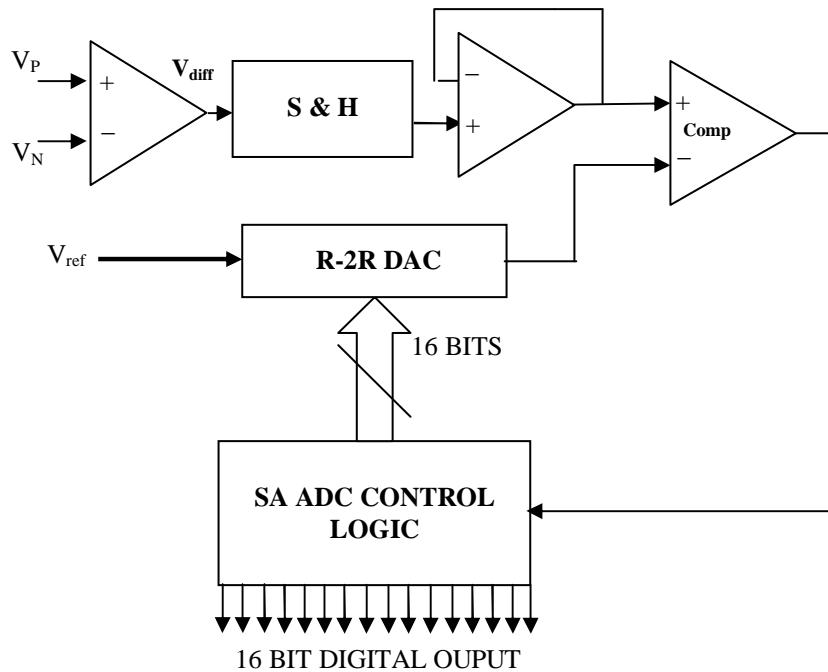 V_P
V_diff
+
S & H
−
+
−
V_N
+
Comp
−
V_ref
R-2R DAC
16 BITS
SA ADC CONTROL
LOGIC
16 BIT DIGITAL OUPUT